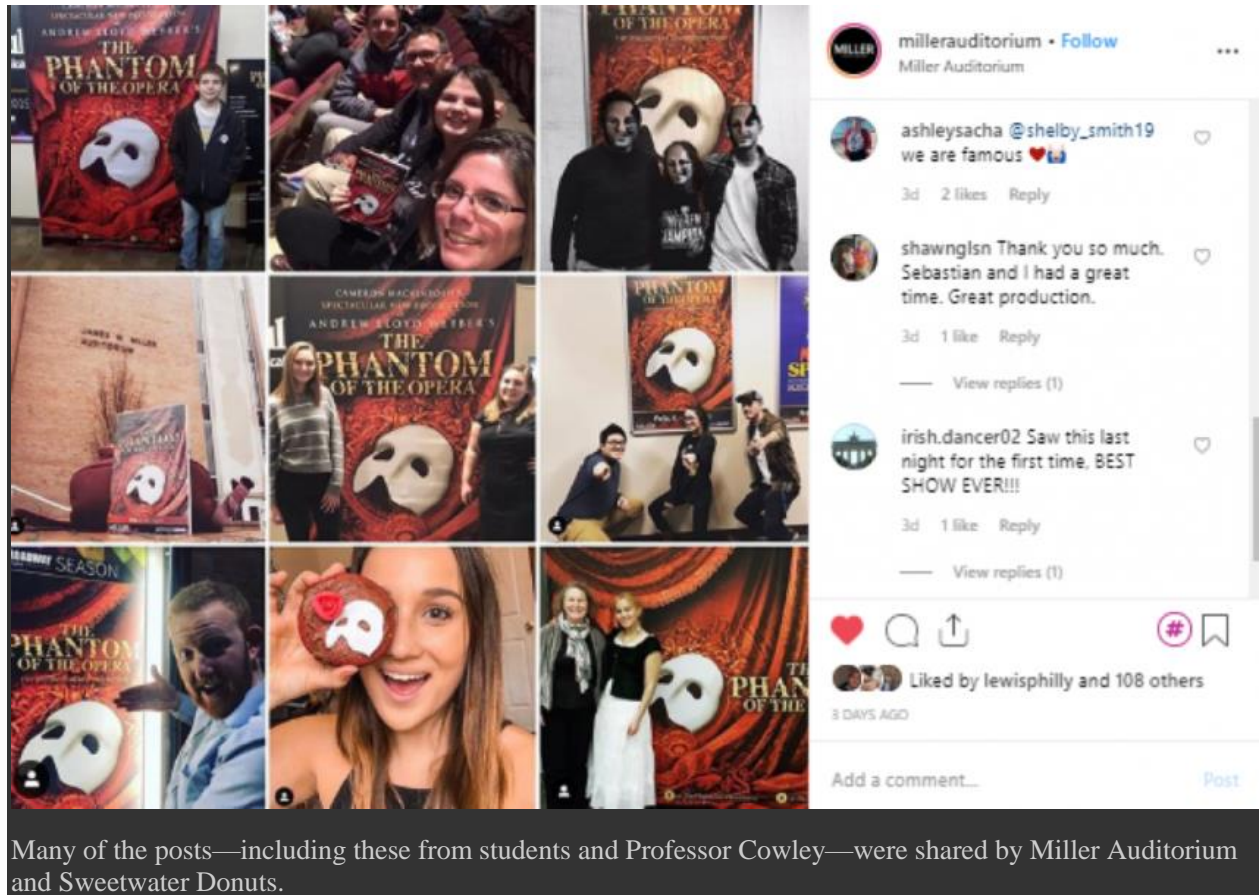 PHANTOM
OF THE OPERA
ANDREW LLOYD WEBBER'S
THE
PHANTOM
OF THE OPERA
JAMES W. MILLER
AUDITORIUM
CAMERON MACKINTOSH'S
SPECTACULAR NEW PRODUCTION
ANDREW LLOYD WEBBER'S
THE
PHANTOM
OF THE OPERA
PHANTOM
OF THE OPERA
SP
SEASON
THE
PHANTOM
OF THE OPERA
TH
PHAN
OF THE
MILLER
millerauditorium • Follow
Miller Auditorium
ashleysacha @shelby_smith19
we are famous ❤️🙌
3d 2 likes Reply
shawnglsn Thank you so much.
Sebastian and I had a great
time. Great production.
3d 1 like Reply
View replies (1)
irish.dancer02 Saw this last
night for the first time, BEST
SHOW EVER!!!
3d 1 like Reply
View replies (1)
#
Liked by lewisphilly and 108 others
3 DAYS AGO
Add a comment... Post
Many of the posts—including these from students and Professor Cowley—were shared by Miller Auditorium
and Sweetwater Donuts.